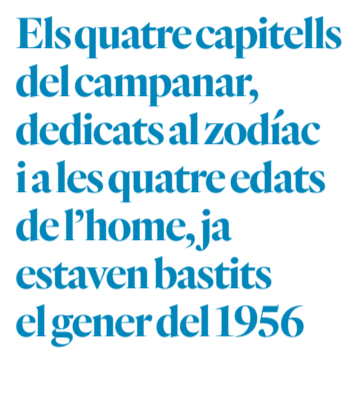 Els quatre capitells
del campanar,
dedicats al zodíac
i a les quatre edats
de l’home, ja
estaven bastits
el gener del 1956